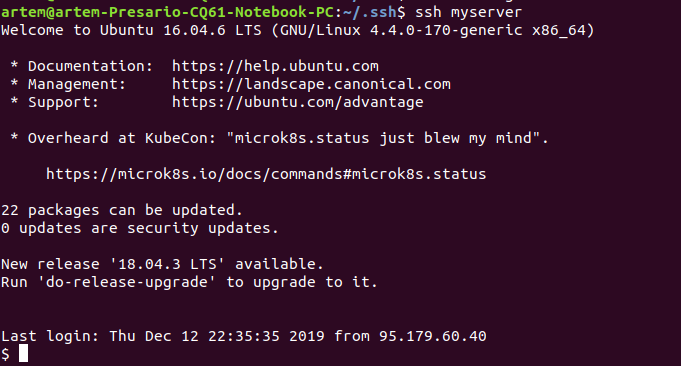 artem@artem-Presario-CQ61-Notebook-PC:~/.ssh$ ssh myserver
Welcome to Ubuntu 16.04.6 LTS (GNU/Linux 4.4.0-170-generic x86_64)
* Documentation:  https://help.ubuntu.com
* Management:     https://landscape.canonical.com
* Support:        https://ubuntu.com/advantage
* Overheard at KubeCon: "microk8s.status just blew my mind".
https://microk8s.io/docs/commands#microk8s.status
22 packages can be updated.
0 updates are security updates.
New release '18.04.3 LTS' available.
Run 'do-release-upgrade' to upgrade to it.
Last login: Thu Dec 12 22:35:35 2019 from 95.179.60.40
$